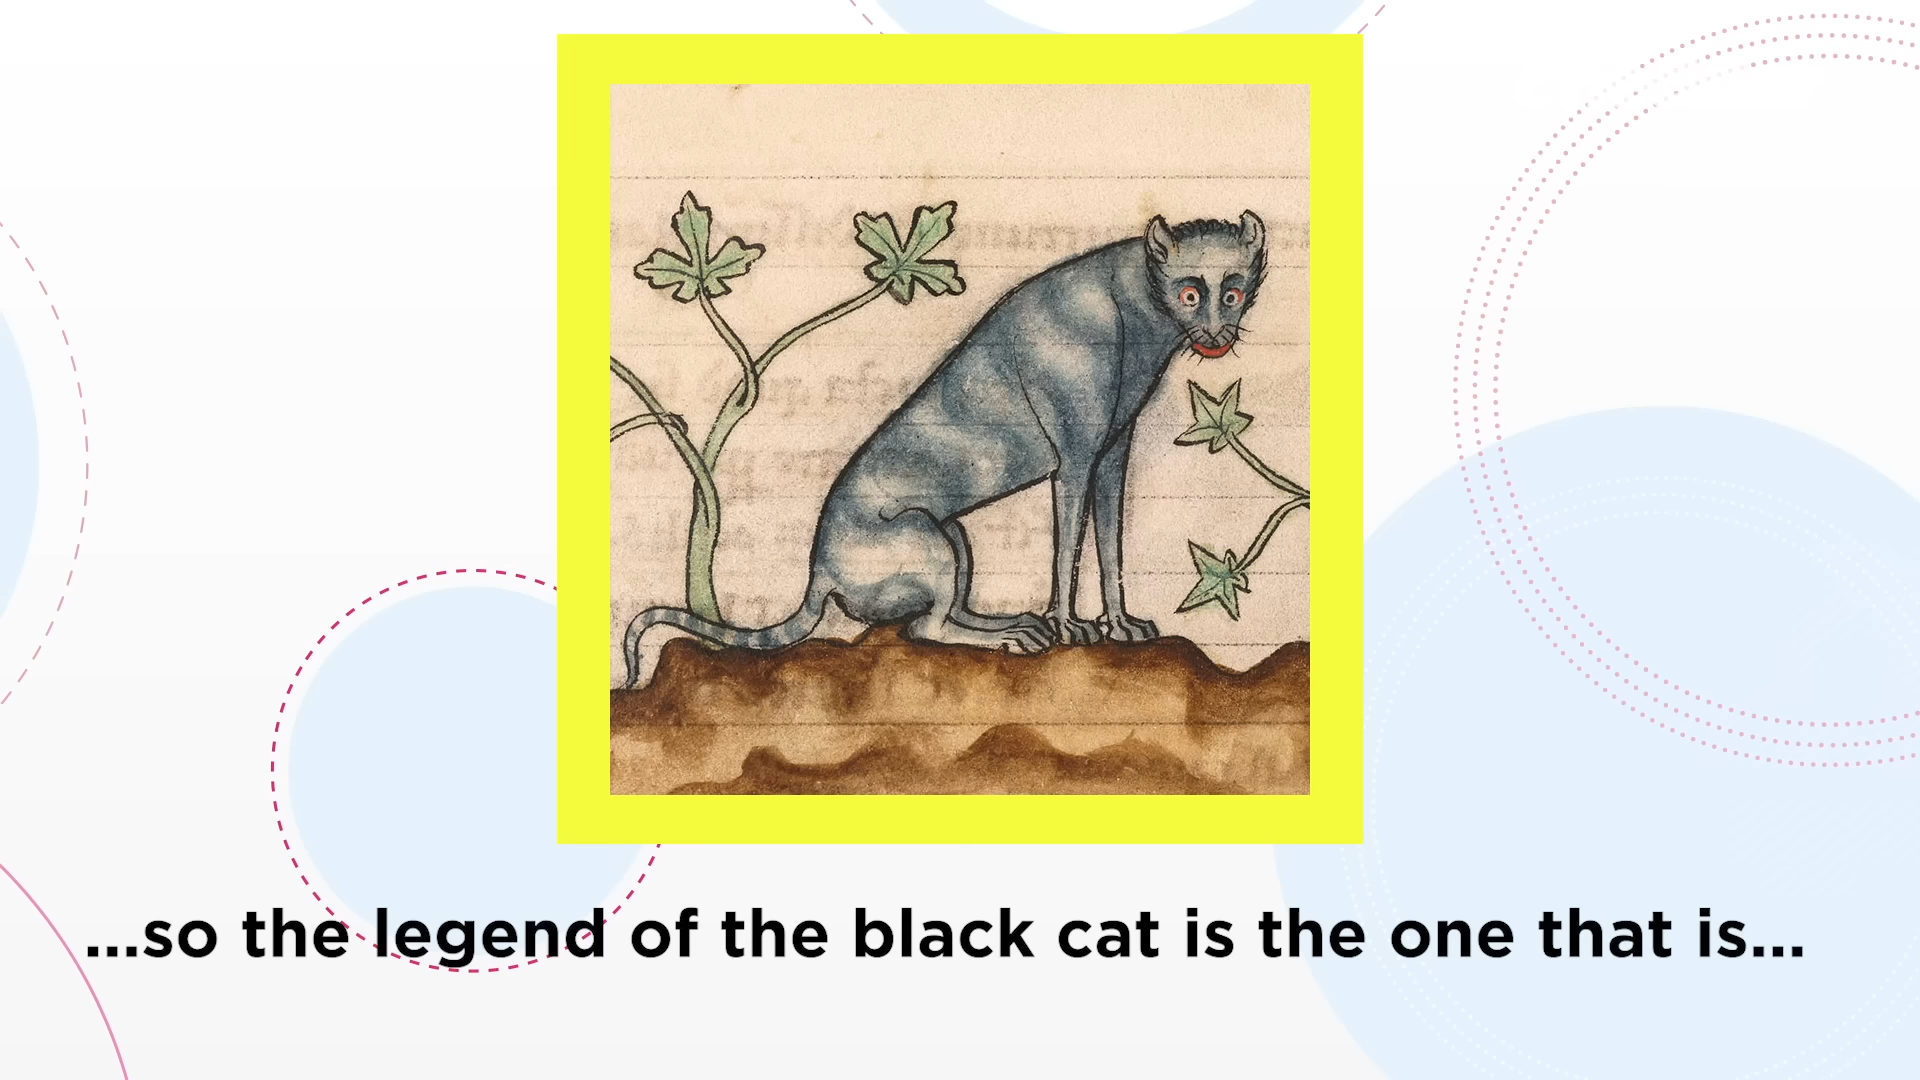 ...so the legend of the black cat is the one that is...